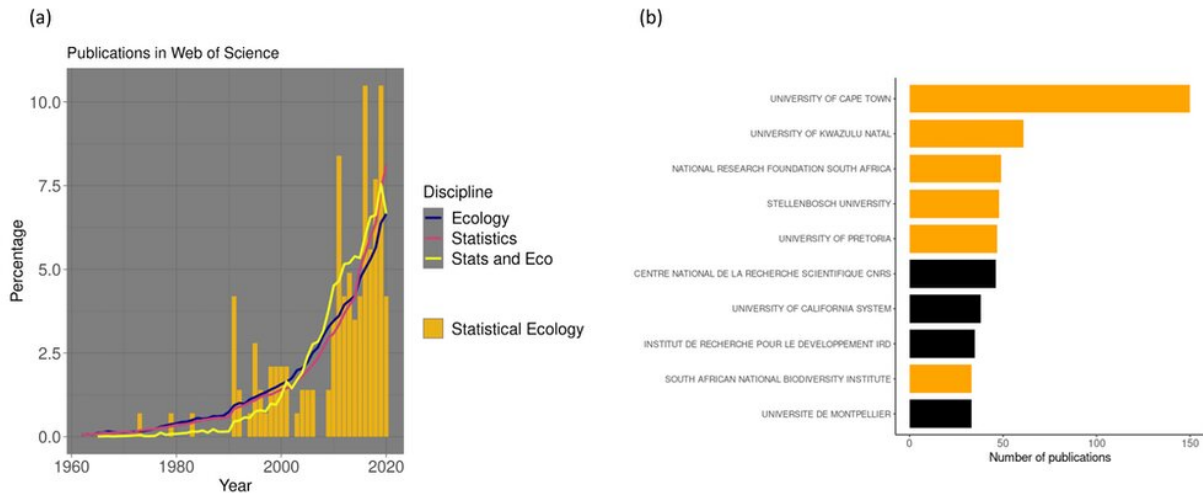 (a)
Publications in Web of Science
10.0
7.5
5.0
2.5
0.0
Percentage
1960
1980
2000
2020
Year
Discipline
Ecology
Statistics
Stats and Eco
Statistical Ecology
(b)
UNIVERSITY OF CAPE TOWN
UNIVERSITY OF KWAZULU NATAL
NATIONAL RESEARCH FOUNDATION SOUTH AFRICA
STELLENBOSCH UNIVERSITY
UNIVERSITY OF PRETORIA
CENTRE NATIONAL DE LA RECHERCHE SCIENTIFIQUE CNRS
UNIVERSITY OF CALIFORNIA SYSTEM
INSTITUT DE RECHERCHE POUR LE DEVELOPPEMENT IRD
SOUTH AFRICAN NATIONAL BIODIVERSITY INSTITUTE
UNIVERSITE DE MONTPELLIER
0
50
100
150
Number of publications